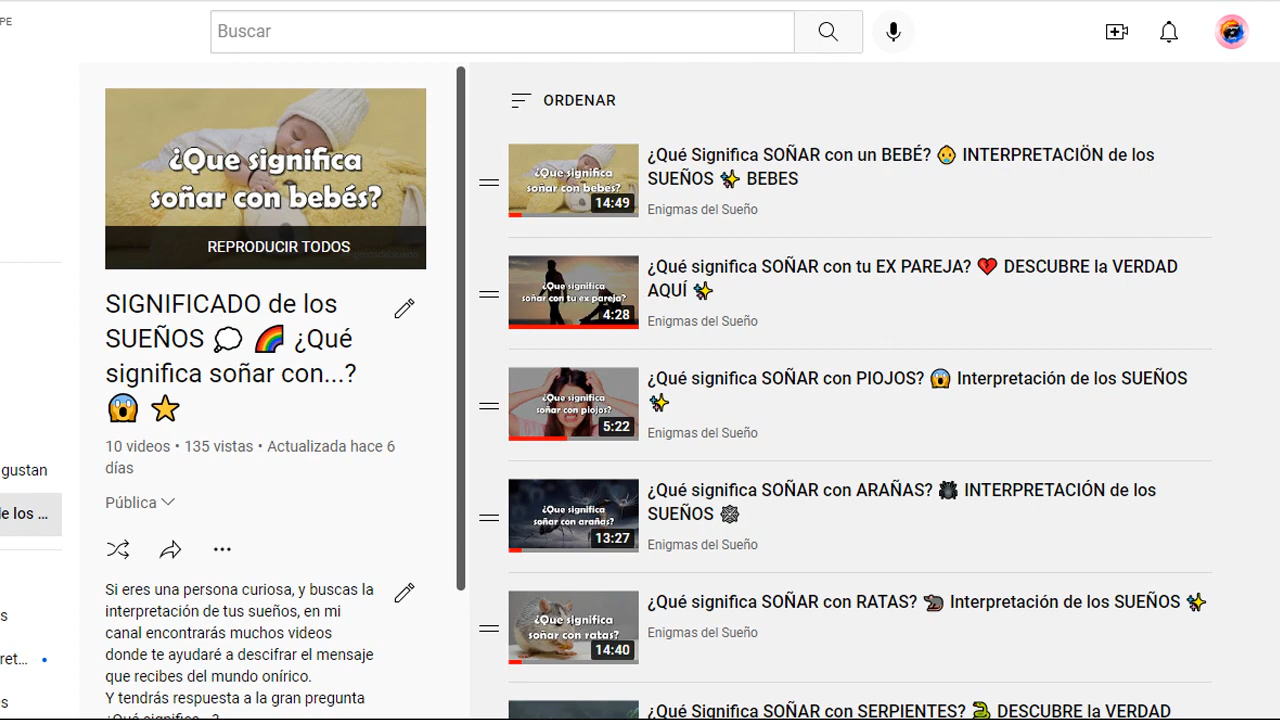 PE
Buscar
¿Que significa
soñar con bebés?
REPRODUCIR TODOS
SIGNIFICADO de los
SUEÑOS 💭 🌈 ¿Qué
significa soñar con...?
😱 ⭐
10 videos • 135 vistas • Actualizada hace 6
días
Pública
Si eres una persona curiosa, y buscas la
interpretación de tus sueños, en mi
canal encontrarás muchos videos
donde te ayudaré a descifrar el mensaje
que recibes del mundo onírico.
Y tendrás respuesta a la gran pregunta
¿Qué significa...?
gustan
de los ...
s
ret...
s
ORDENAR
¿Que significa
soñar con bebés?
14:49
¿Qué Significa SOÑAR con un BEBÉ? 👶 INTERPRETACIÖN de los
SUEÑOS ✨ BEBES
Enigmas del Sueño
¿Que significa
soñar con tu ex pareja?
4:28
¿Qué significa SOÑAR con tu EX PAREJA? 💔 DESCUBRE la VERDAD
AQUÍ ✨
Enigmas del Sueño
¿Que significa
soñar con piojos?
5:22
¿Qué significa SOÑAR con PIOJOS? 😱 Interpretación de los SUEÑOS
✨
Enigmas del Sueño
¿Que significa
soñar con arañas?
13:27
¿Qué significa SOÑAR con ARAÑAS? 🕷 INTERPRETACIÓN de los
SUEÑOS 🕸
Enigmas del Sueño
¿Que significa
soñar con ratas?
14:40
¿Qué significa SOÑAR con RATAS? 🐀 Interpretación de los SUEÑOS ✨
Enigmas del Sueño
¿Qué Significa SOÑAR con SERPIENTES? 🐍 DESCUBRE la VERDAD